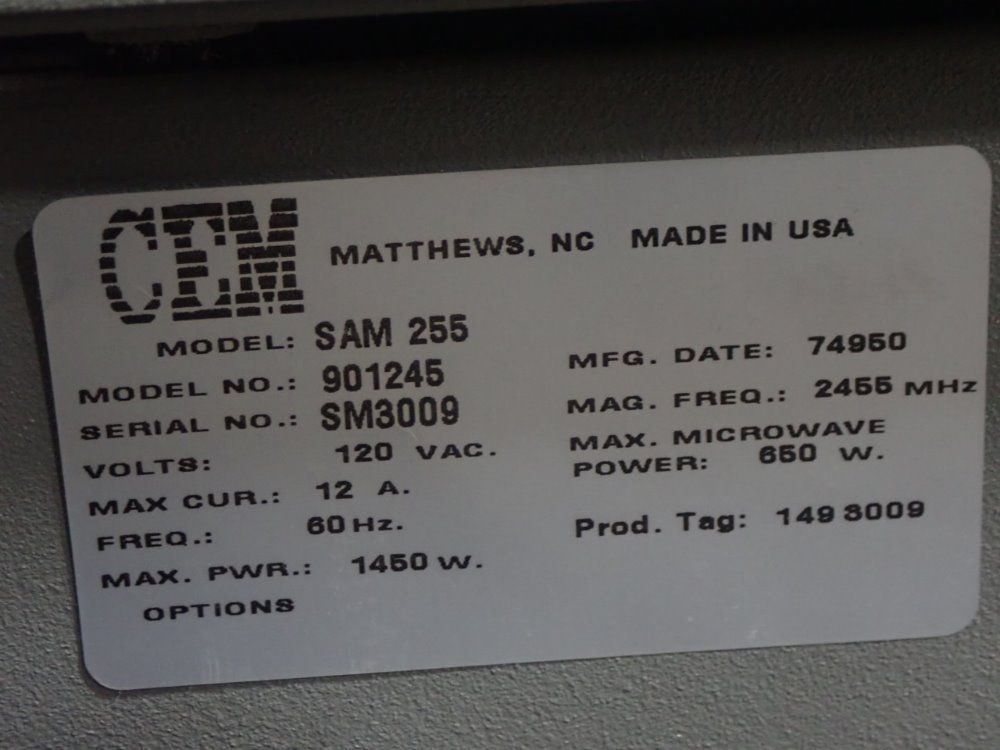 CEM MATTHEWS, NC MADE IN USA
MODEL: SAM 255
MODEL NO.: 901245
SERIAL NO.: SM3009
VOLTS: 120 VAC.
MAX CUR.: 12 A.
FREQ.: 60 Hz.
MAX. PWR.: 1450 W.
OPTIONS
MFG. DATE: 74950
MAG. FREQ.: 2455 MHz
MAX. MICROWAVE
POWER: 650 W.
Prod. Tag: 149 3009